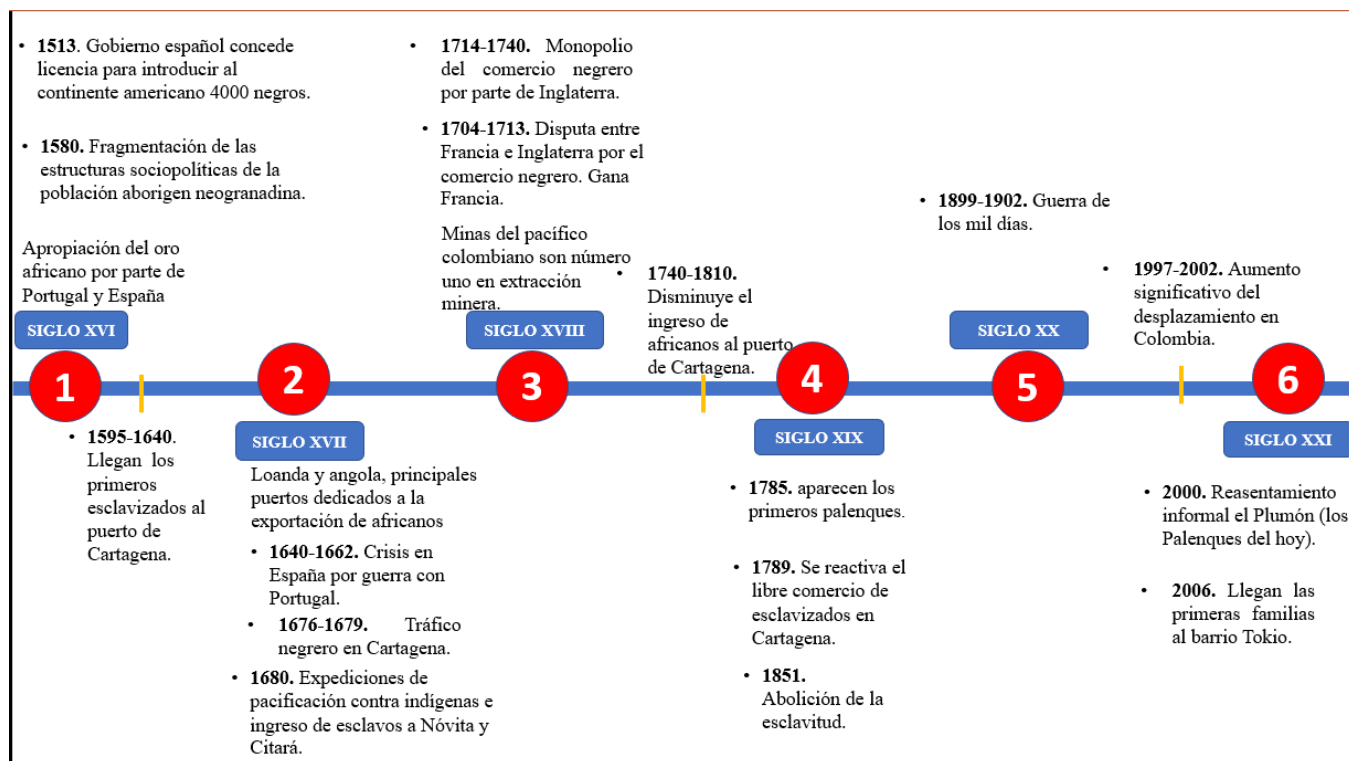 • 1513. Gobierno español concede
licencia para introducir al
continente americano 4000 negros.
• 1580. Fragmentación de las
estructuras sociopolíticas de la
población aborigen neogranadina.
Apropiación del oro
africano por parte de
Portugal y España
SIGLO XVI
1
• 1595-1640.
Llegan los
primeros
esclavizados al
puerto de
Cartagena.
2
SIGLO XVII
Loanda y angola, principales
puertos dedicados a la
exportación de africanos
• 1640-1662. Crisis en
España por guerra con
Portugal.
• 1676-1679. Tráfico
negrero en Cartagena.
• 1680. Expediciones de
pacificación contra indígenas e
ingreso de esclavos a Nóvita y
Citará.
• 1714-1740. Monopolio
del comercio negrero
por parte de Inglaterra.
• 1704-1713. Disputa entre
Francia e Inglaterra por el
comercio negrero. Gana
Francia.
Minas del pacífico
colombiano son número
uno en extracción
minera.
SIGLO XVIII
3
• 1740-1810.
Disminuye el
ingreso de
africanos al puerto
de Cartagena.
4
SIGLO XIX
• 1785. aparecen los
primeros palenques.
• 1789. Se reactiva el
libre comercio de
esclavizados en
Cartagena.
• 1851.
Abolición de la
esclavitud.
• 1899-1902. Guerra de
los mil días.
SIGLO XX
5
• 1997-2002. Aumento
significativo del
desplazamiento en
Colombia.
6
SIGLO XXI
• 2000. Reasentamiento
informal el Plumón (los
Palenques del hoy).
• 2006. Llegan las
primeras familias
al barrio Tokio.